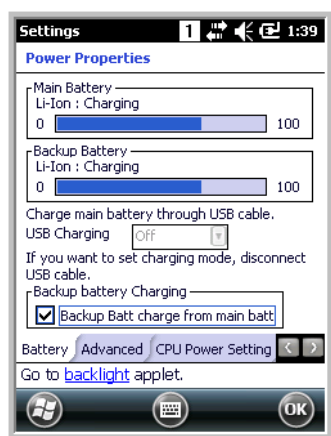 Settings 1 1:39
Power Properties
Main Battery
Li-Ion : Charging
0 100
Backup Battery
Li-Ion : Charging
0 100
Charge main battery through USB cable.
USB Charging Off
If you want to set charging mode, disconnect
USB cable.
Backup battery Charging
Backup Batt charge from main batt
Battery Advanced CPU Power Setting
Go to backlight applet.
OK